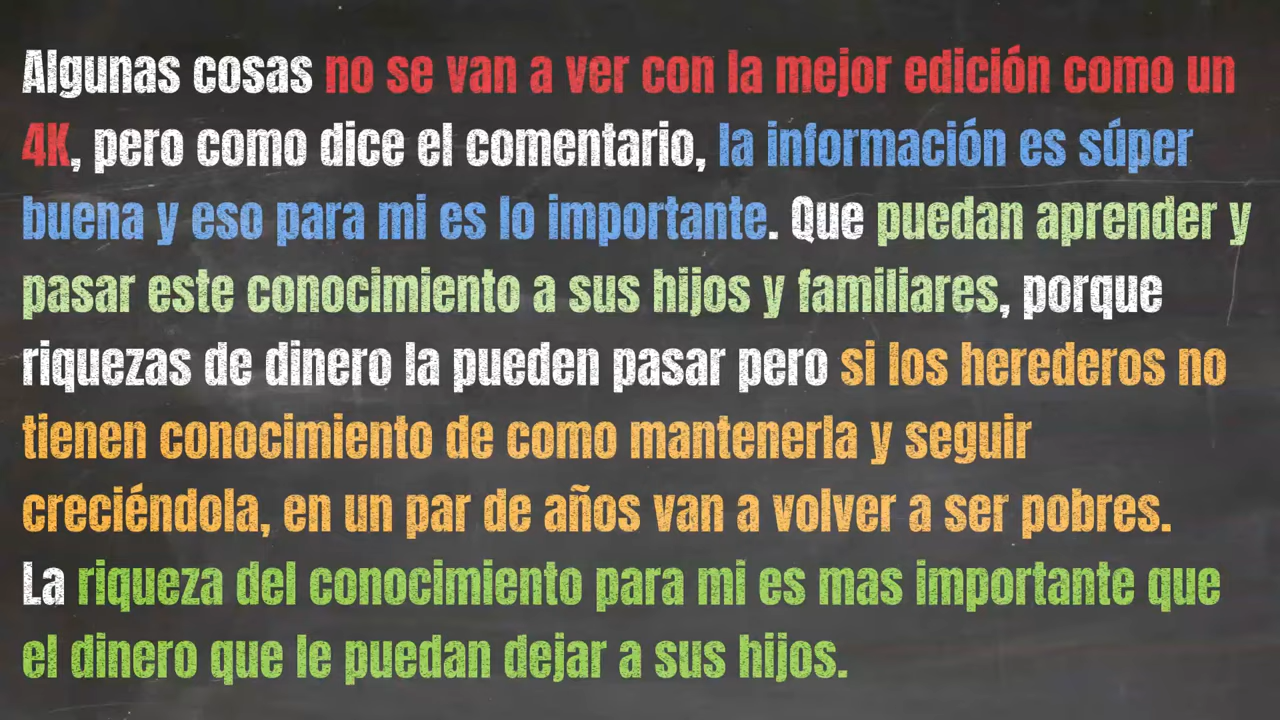 Algunas cosas no se van a ver con la mejor edición como un
4K, pero como dice el comentario, la información es súper
buena y eso para mi es lo importante. Que puedan aprender y
pasar este conocimiento a sus hijos y familiares, porque
riquezas de dinero la pueden pasar pero si los herederos no
tienen conocimiento de como mantenerla y seguir
creciéndola, en un par de años van a volver a ser pobres.
La riqueza del conocimiento para mi es mas importante que
el dinero que le puedan dejar a sus hijos.